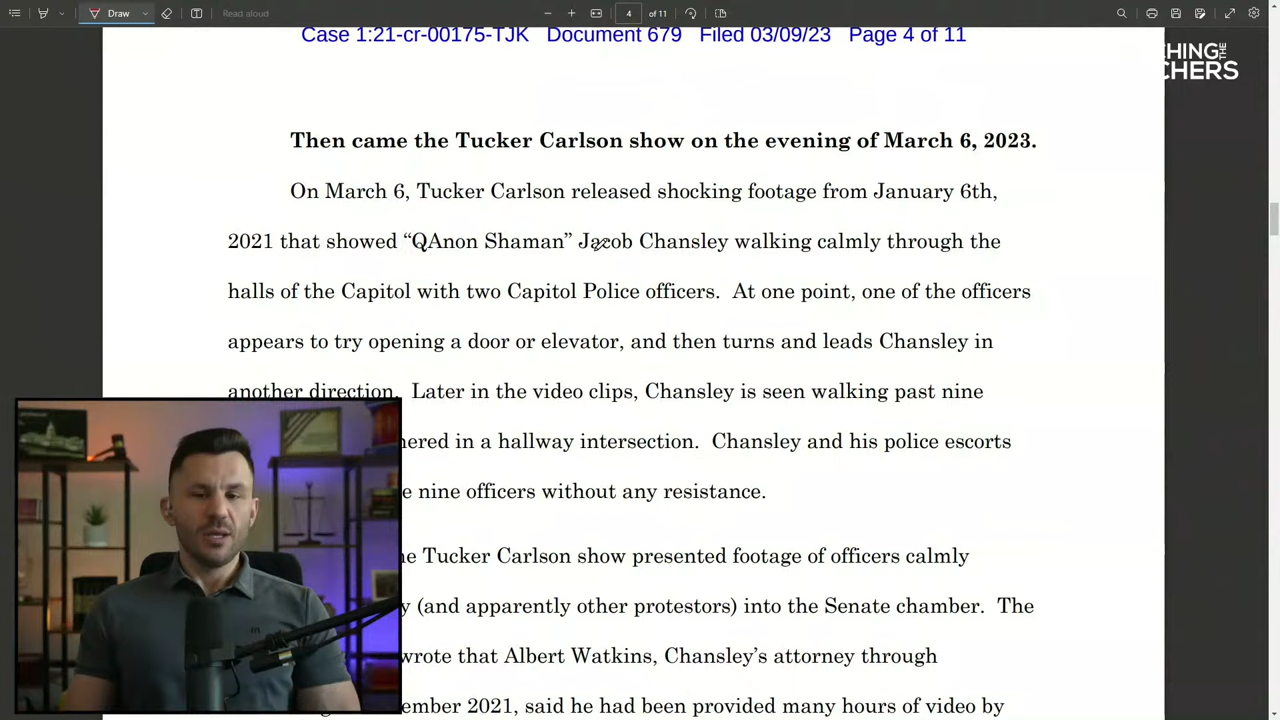 Draw
Read aloud
4 of 11
Case 1:21-cr-00175-TJK Document 679 Filed 03/09/23 Page 4 of 11
HING THE
CHERS
Then came the Tucker Carlson show on the evening of March 6, 2023.
On March 6, Tucker Carlson released shocking footage from January 6th,
2021 that showed “QAnon Shaman” Jacob Chansley walking calmly through the
halls of the Capitol with two Capitol Police officers. At one point, one of the officers
appears to try opening a door or elevator, and then turns and leads Chansley in
another direction. Later in the video clips, Chansley is seen walking past nine
hered in a hallway intersection. Chansley and his police escorts
e nine officers without any resistance.
he Tucker Carlson show presented footage of officers calmly
y (and apparently other protestors) into the Senate chamber. The
wrote that Albert Watkins, Chansley’s attorney through
ember 2021, said he had been provided many hours of video by